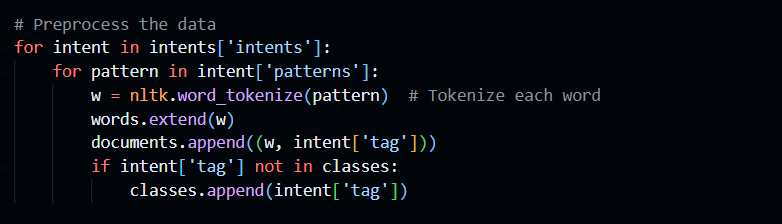 # Preprocess the data
for intent in intents['intents']:
    for pattern in intent['patterns']:
        w = nltk.word_tokenize(pattern)  # Tokenize each word
        words.extend(w)
        documents.append((w, intent['tag']))
        if intent['tag'] not in classes:
            classes.append(intent['tag'])